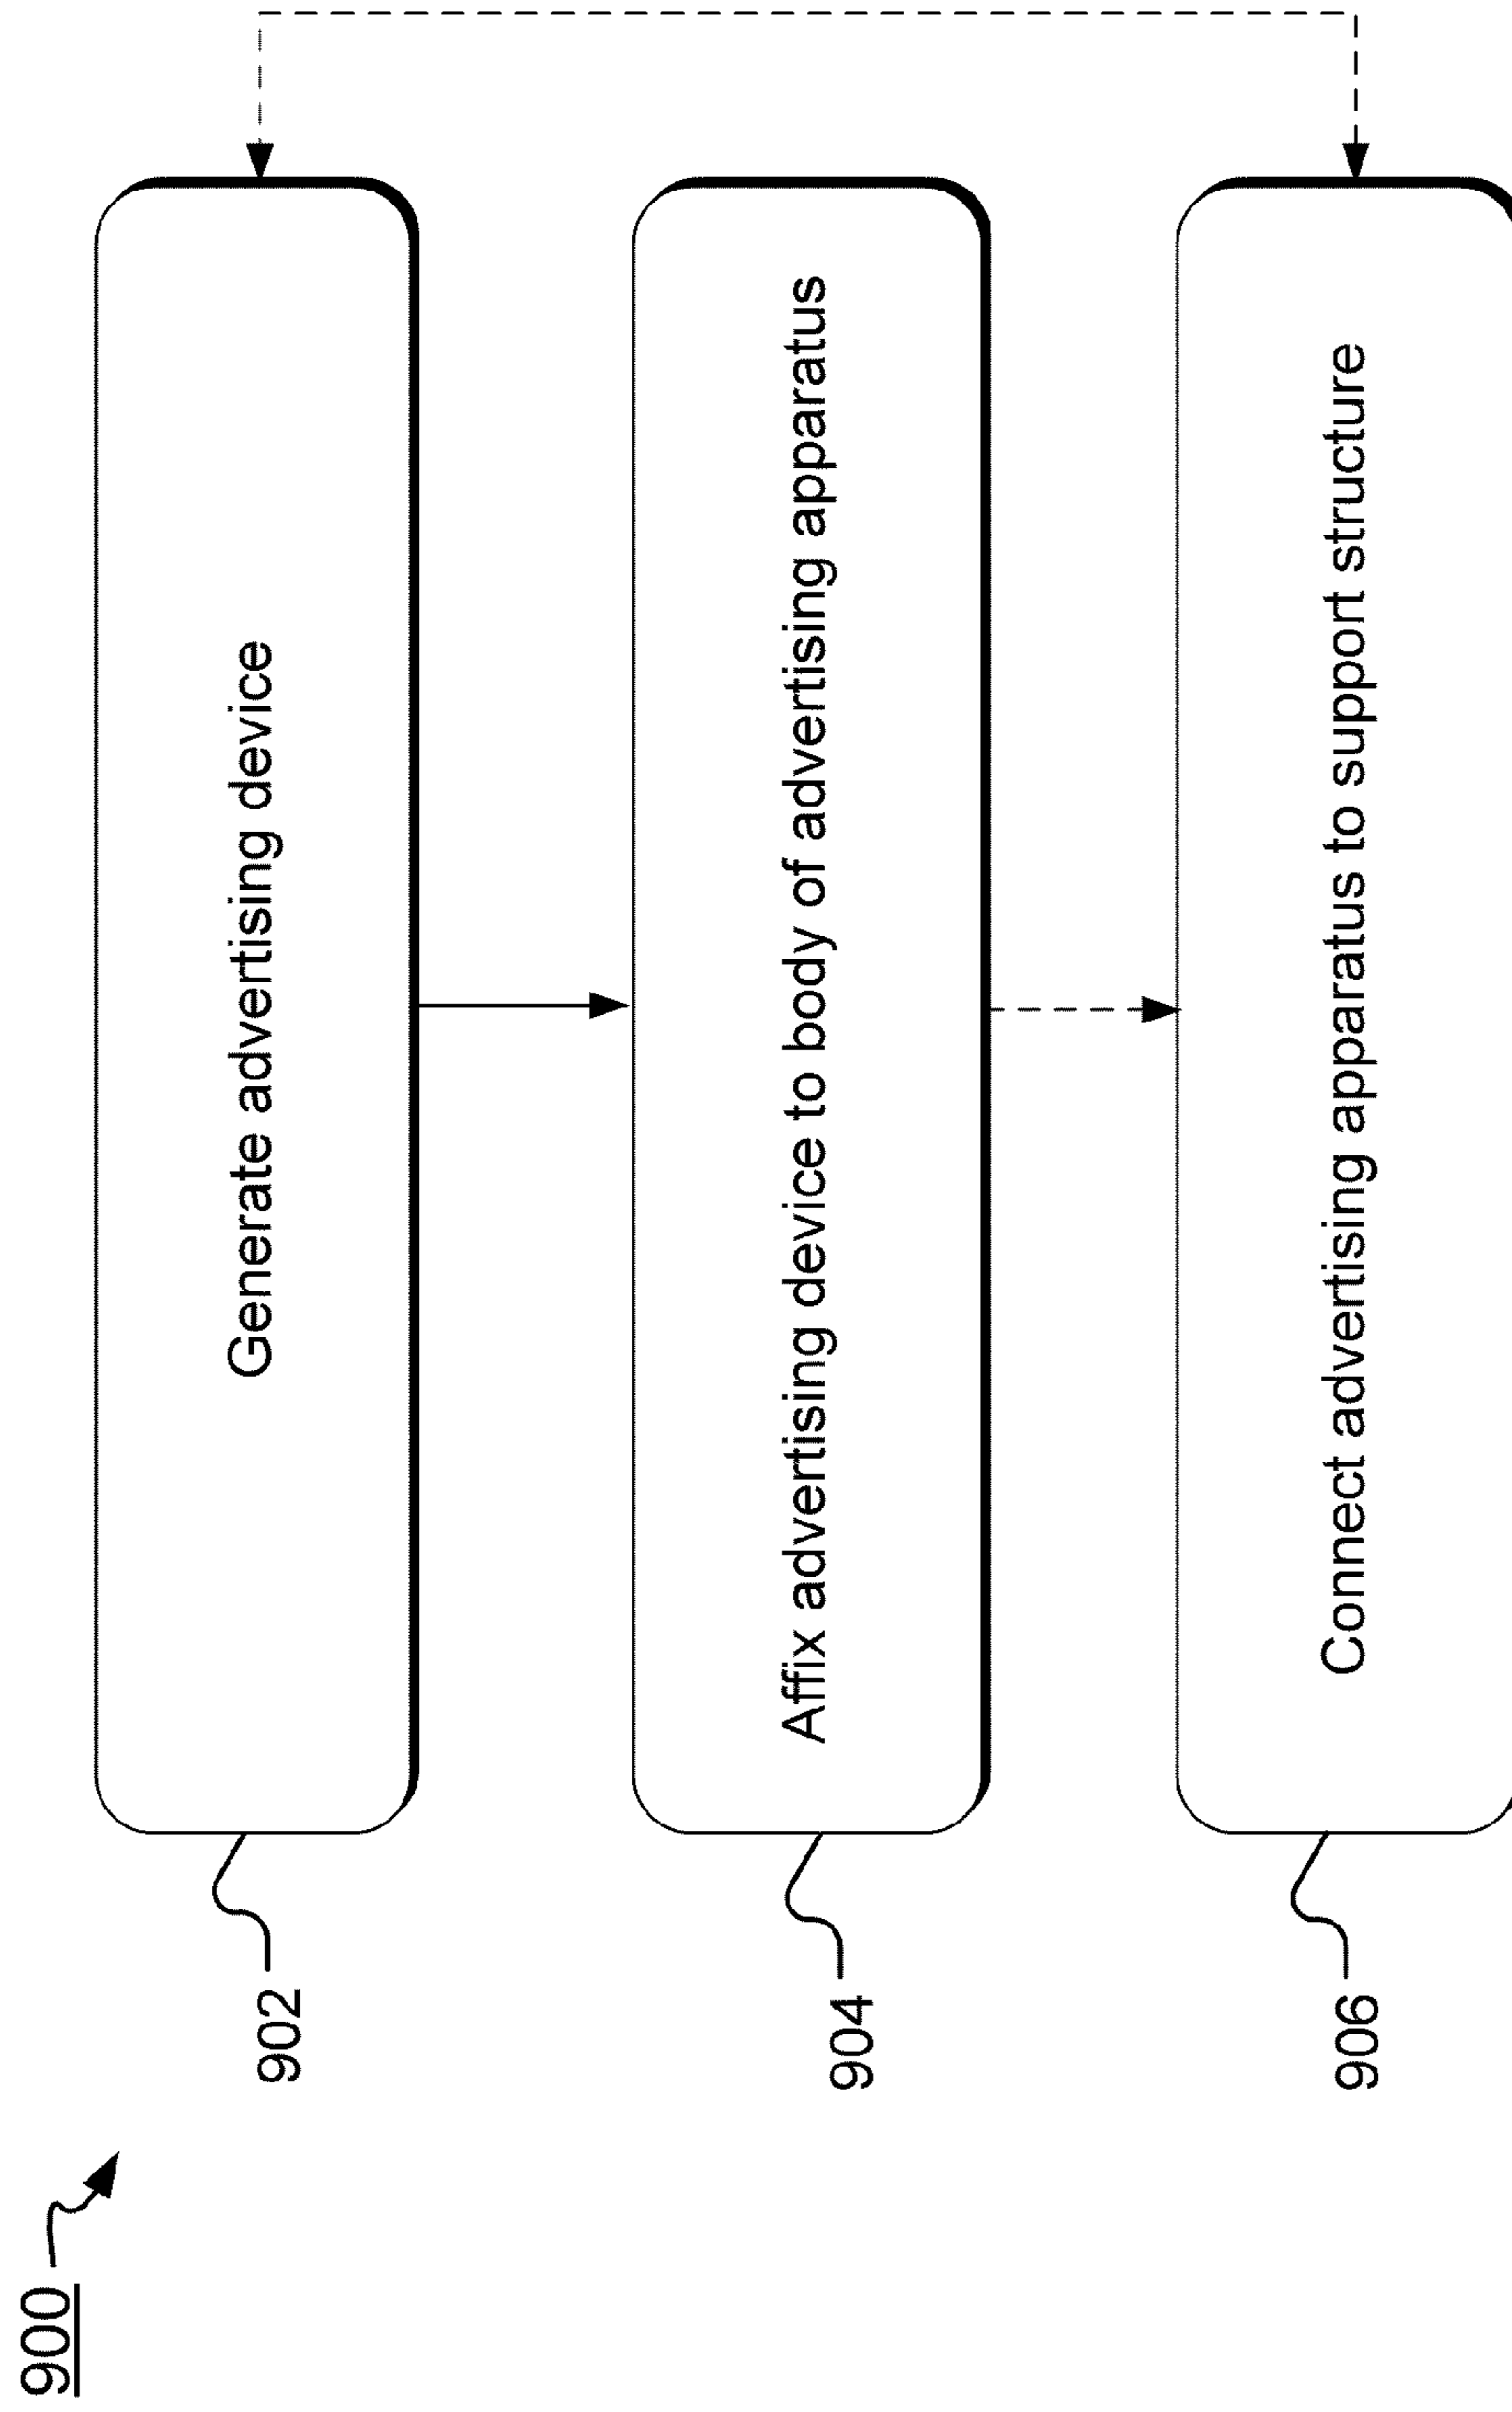 900
902
Generate advertising device
904
Affix advertising device to body of advertising apparatus
906
Connect advertising apparatus to support structure